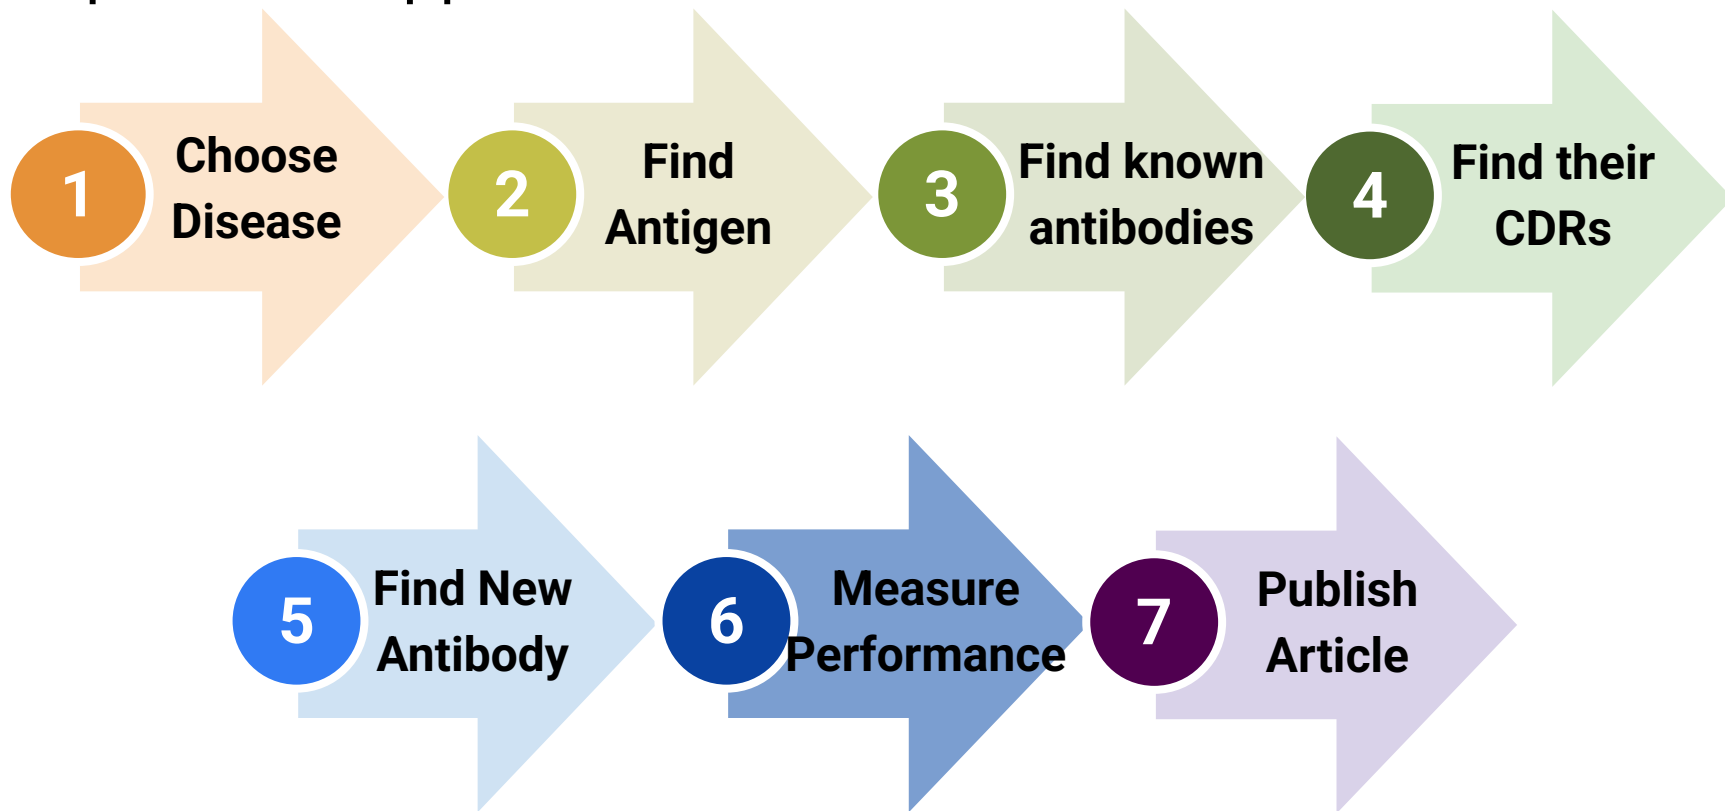 1
Choose
Disease
2
Find
Antigen
3
Find known
antibodies
4
Find their
CDRs
5
Find New
Antibody
6
Measure
Performance
7
Publish
Article